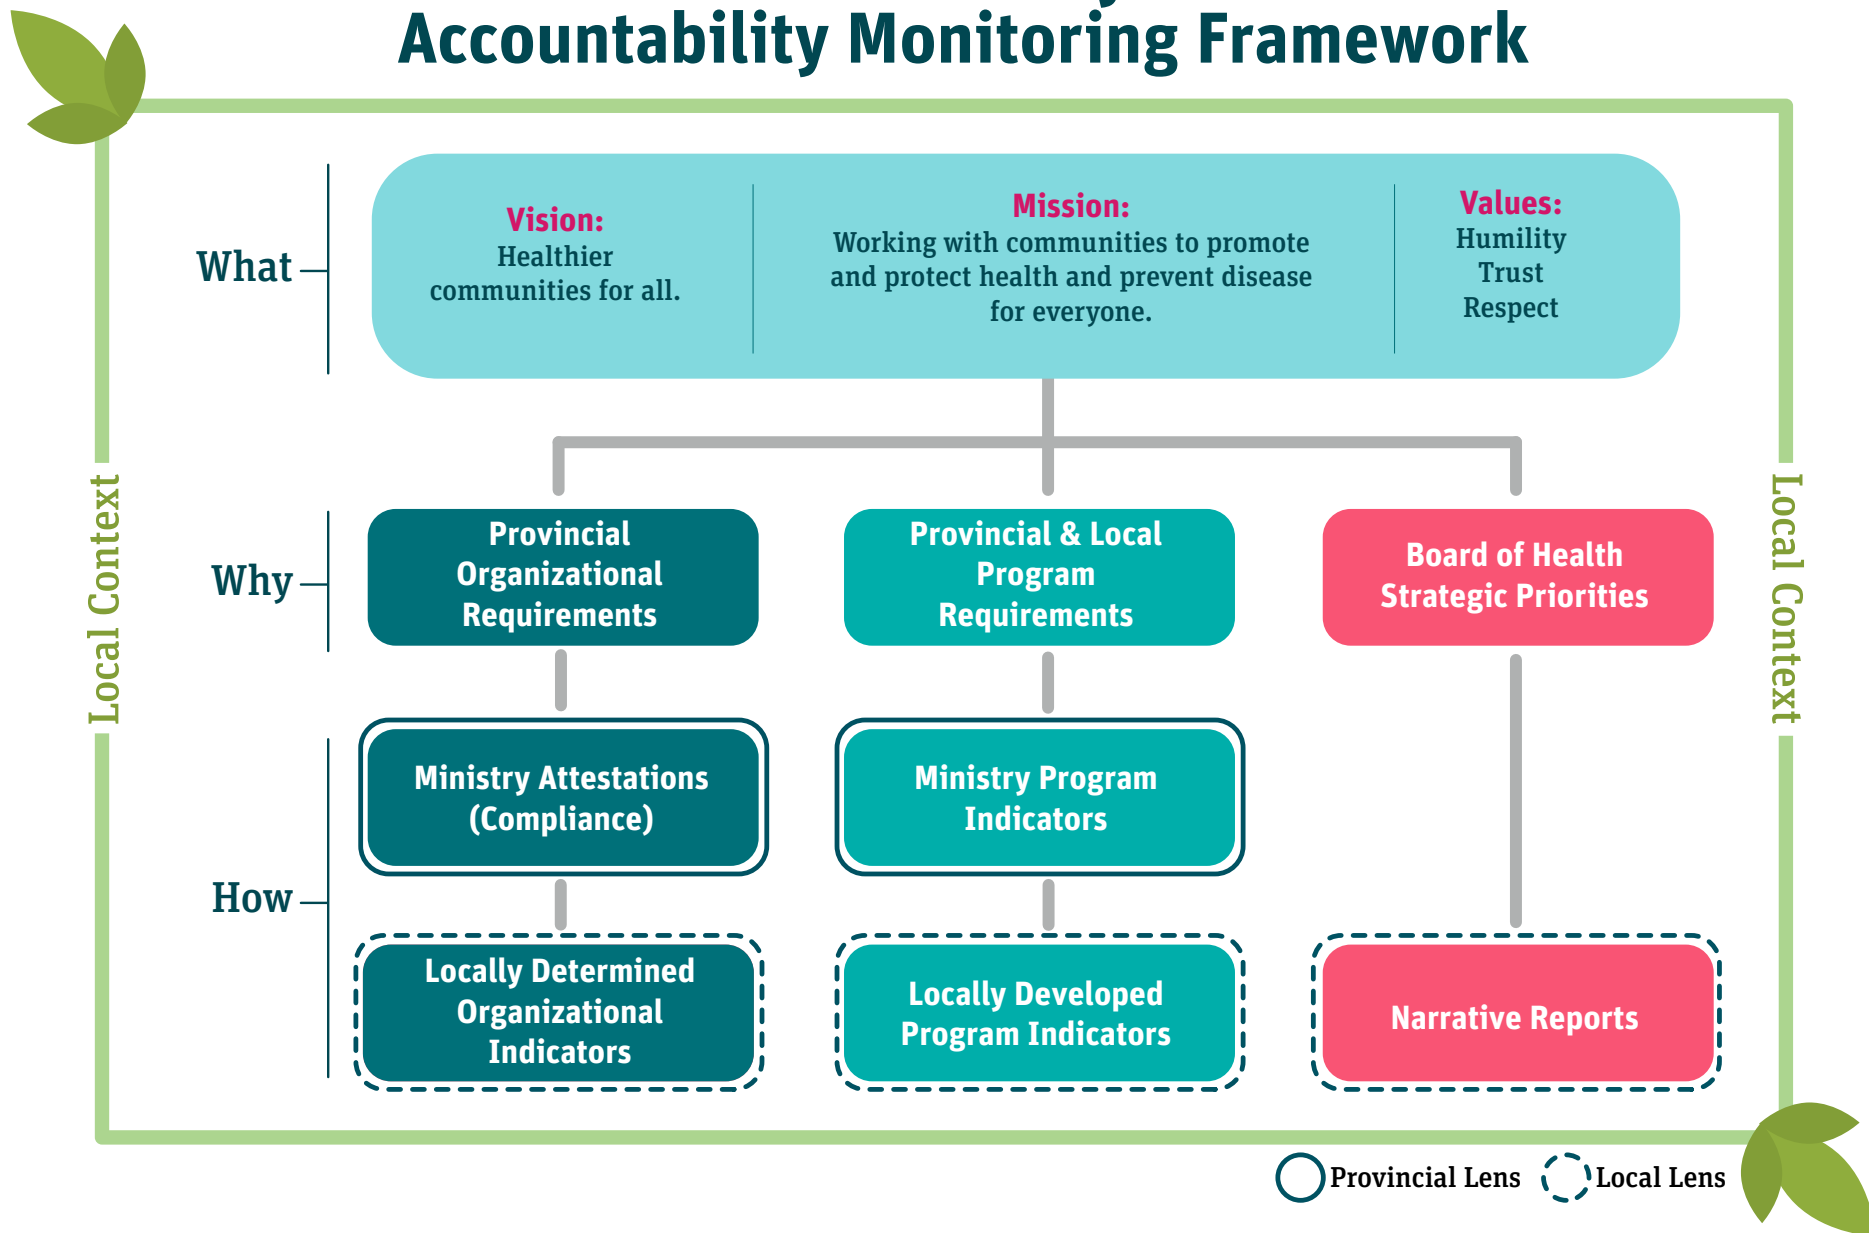 Accountability Monitoring Framework
What
Vision:
Healthier
communities for all.
Mission:
Working with communities to promote
and protect health and prevent disease
for everyone.
Values:
Humility
Trust
Respect
Local Context
Local Context
Why
Provincial
Organizational
Requirements
Provincial & Local
Program
Requirements
Board of Health
Strategic Priorities
How
Ministry Attestations
(Compliance)
Ministry Program
Indicators
Locally Determined
Organizational
Indicators
Locally Developed
Program Indicators
Narrative Reports
Provincial Lens
Local Lens